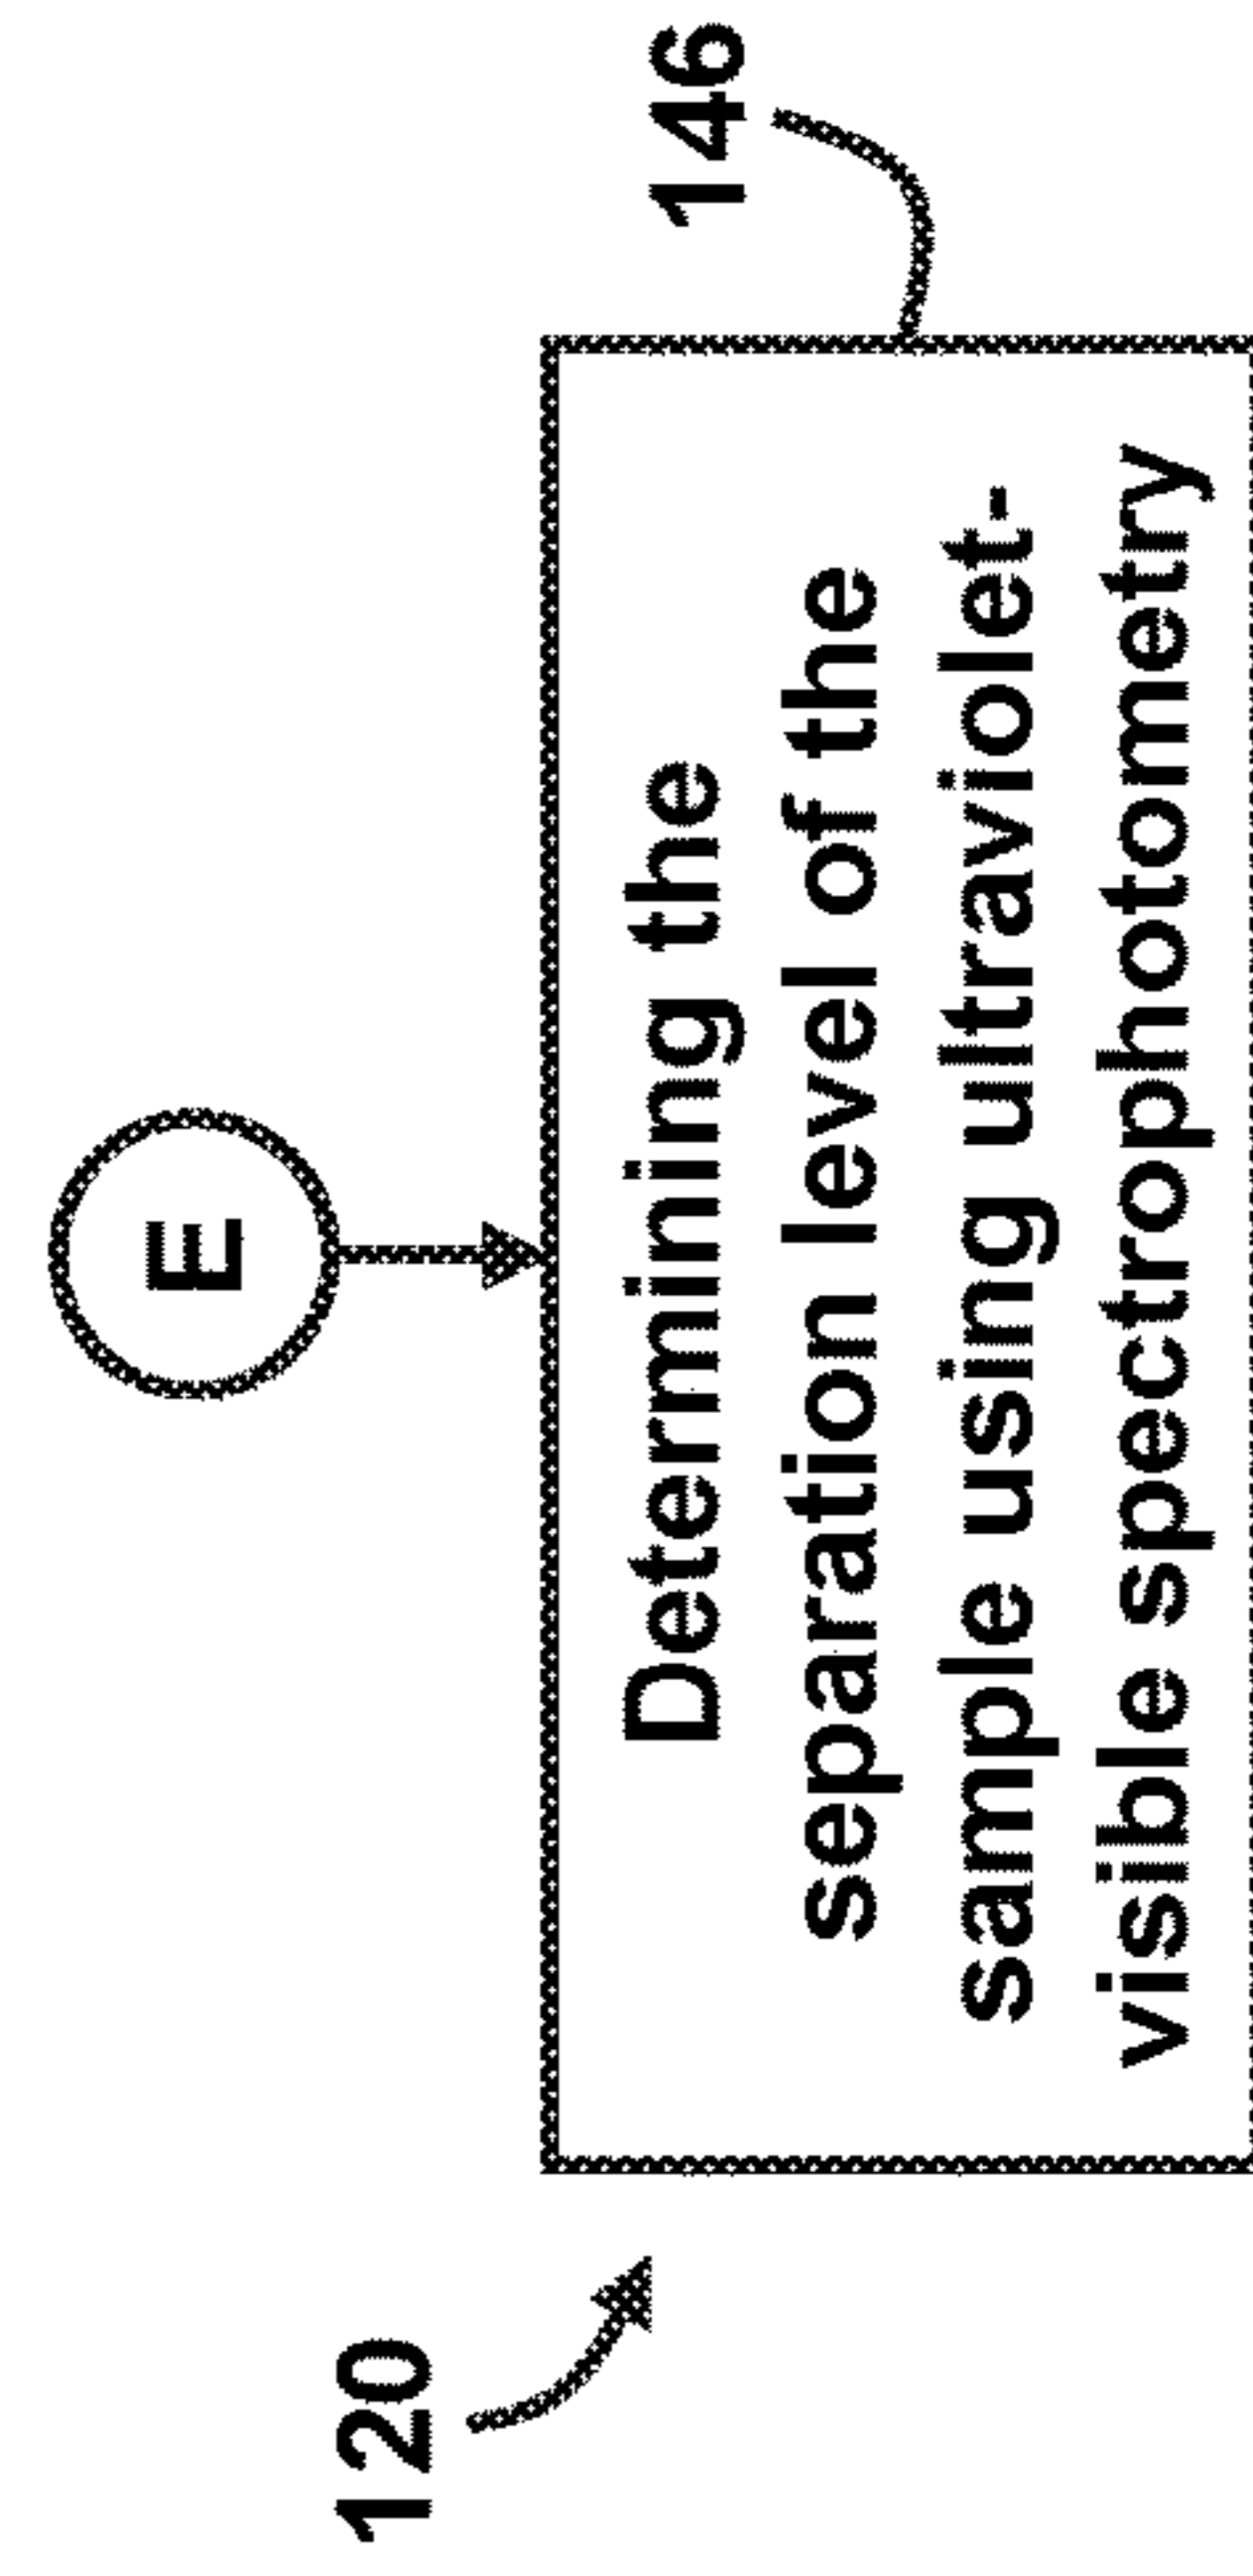 120
E
146
Determining the
separation level of the
sample using ultraviolet-
visible spectrophotometry